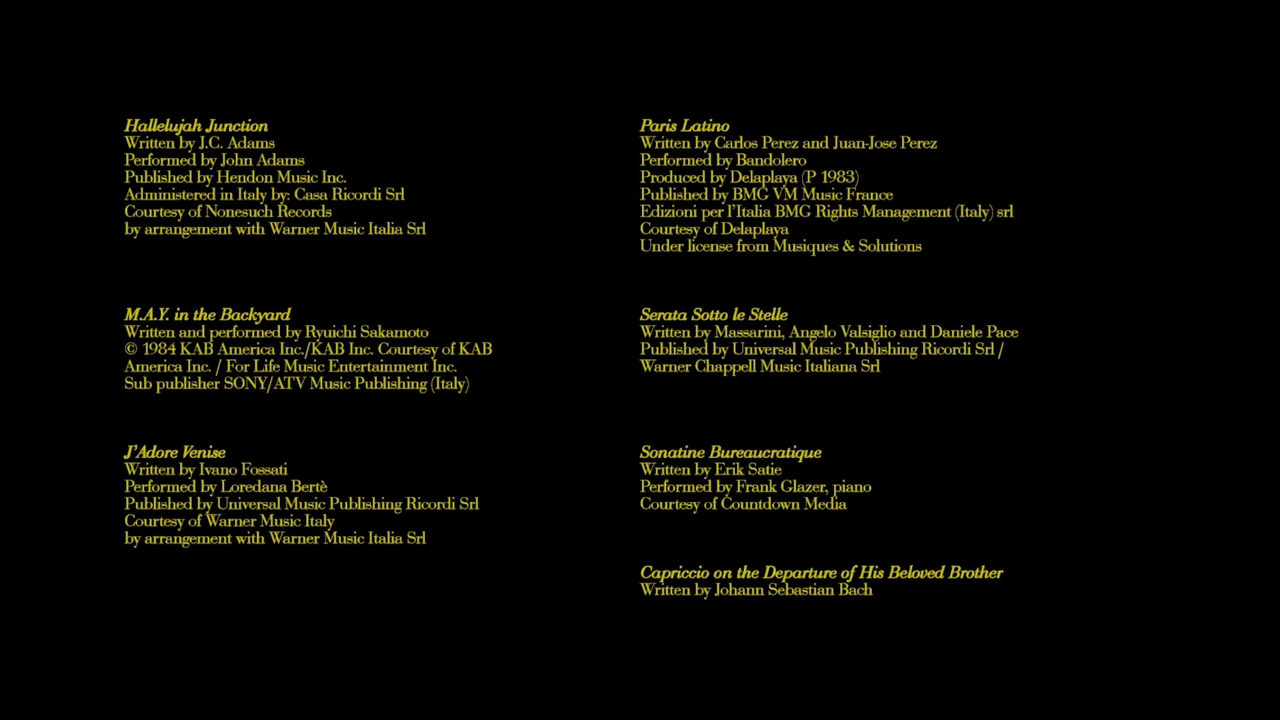 Hallelujah Junction
Written by J.C. Adams
Performed by John Adams
Published by Hendon Music Inc.
Administered in Italy by: Casa Ricordi Srl
Courtesy of Nonesuch Records
by arrangement with Warner Music Italia Srl
M.A.Y. in the Backyard
Written and performed by Ryuichi Sakamoto
© 1984 KAB America Inc./KAB Inc. Courtesy of KAB
America Inc. / For Life Music Entertainment Inc.
Sub publisher SONY/ATV Music Publishing (Italy)
J'Adore Venise
Written by Ivano Fossati
Performed by Loredana Bertè
Published by Universal Music Publishing Ricordi Srl
Courtesy of Warner Music Italy
by arrangement with Warner Music Italia Srl
Paris Latino
Written by Carlos Perez and Juan-Jose Perez
Performed by Bandolero
Produced by Delaplaya (P 1983)
Published by BMG VM Music France
Edizioni per l'Italia BMG Rights Management (Italy) srl
Courtesy of Delaplaya
Under license from Musiques & Solutions
Serata Sotto le Stelle
Written by Massarini, Angelo Valsiglio and Daniele Pace
Published by Universal Music Publishing Ricordi Srl /
Warner Chappell Music Italiana Srl
Sonatine Bureaucratique
Written by Erik Satie
Performed by Frank Glazer, piano
Courtesy of Countdown Media
Capriccio on the Departure of His Beloved Brother
Written by Johann Sebastian Bach